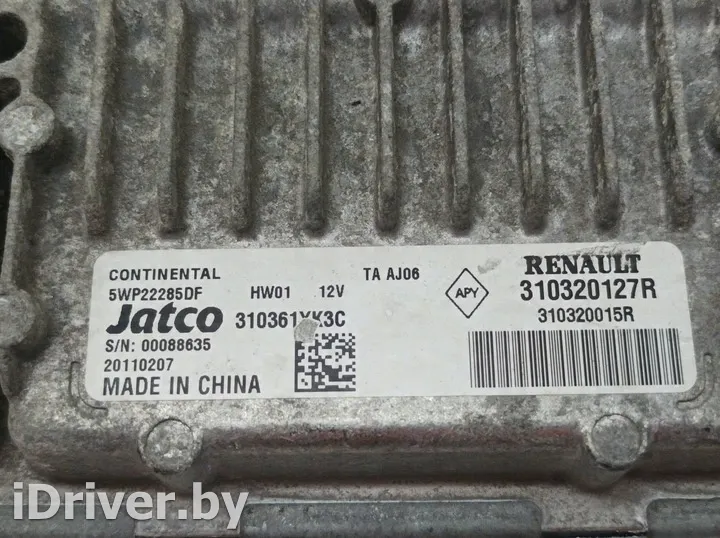 CONTINENTAL
5WP22285DF HW01 12V TA AJ06
Jatco 310361XK3C
S/N: 00088635
20110207
MADE IN CHINA
APY
RENAULT
310320127R
310320015R
iDriver.by